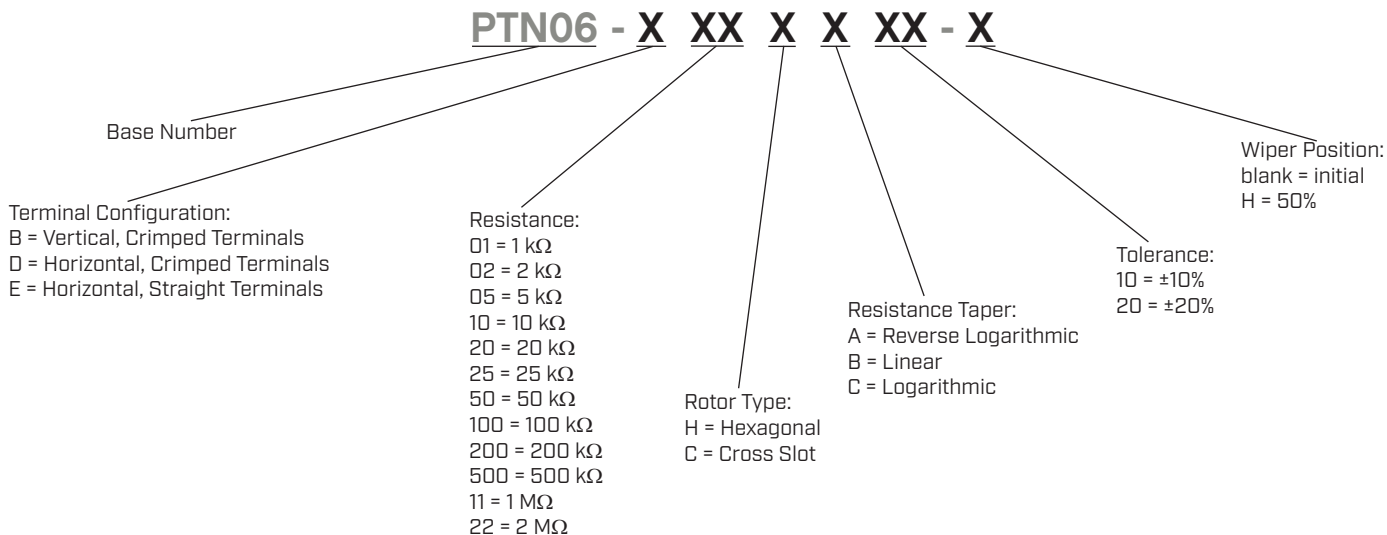 PTN06 - X XX X X XX - X
Base Number
Terminal Configuration:
B = Vertical, Crimped Terminals
D = Horizontal, Crimped Terminals
E = Horizontal, Straight Terminals
Resistance:
01 = 1 kΩ
02 = 2 kΩ
05 = 5 kΩ
10 = 10 kΩ
20 = 20 kΩ
25 = 25 kΩ
50 = 50 kΩ
100 = 100 kΩ
200 = 200 kΩ
500 = 500 kΩ
11 = 1 MΩ
22 = 2 MΩ
Rotor Type:
H = Hexagonal
C = Cross Slot
Resistance Taper:
A = Reverse Logarithmic
B = Linear
C = Logarithmic
Tolerance:
10 = ±10%
20 = ±20%
Wiper Position:
blank = initial
H = 50%